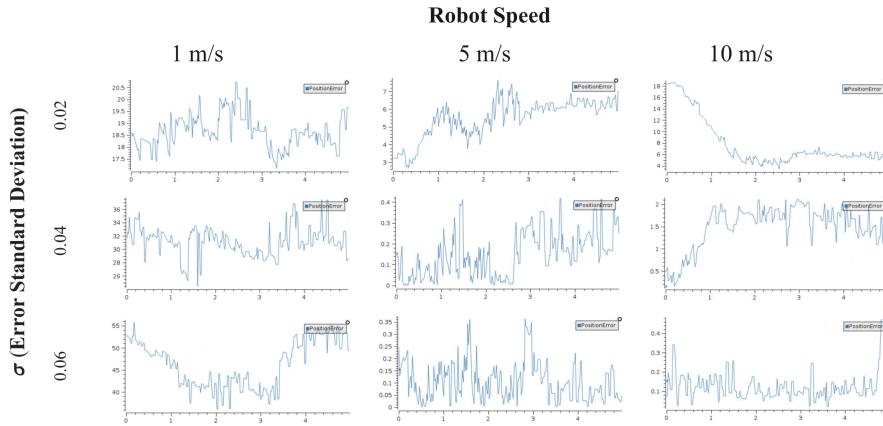 Robot Speed
1 m/s 5 m/s 10 m/s
σ (Error Standard Deviation)
0.02
20.5
20
19.5
19
18.5
18
17.5
0 1 2 3 4
PositionError
7
6
5
4
3
0 1 2 3 4
PositionError
18
16
14
12
10
8
6
4
0 1 2 3 4
PositionError
0.04
36
34
32
30
28
26
0 1 2 3 4
PositionError
0.4
0.3
0.2
0.1
0
0 1 2 3 4
PositionError
2
1.5
1
0.5
0 1 2 3 4
PositionError
0.06
55
50
45
40
0 1 2 3 4
PositionError
0.35
0.3
0.25
0.2
0.15
0.1
0.05
0
0 1 2 3 4
PositionError
0.4
0.3
0.2
0.1
0 1 2 3 4
PositionError